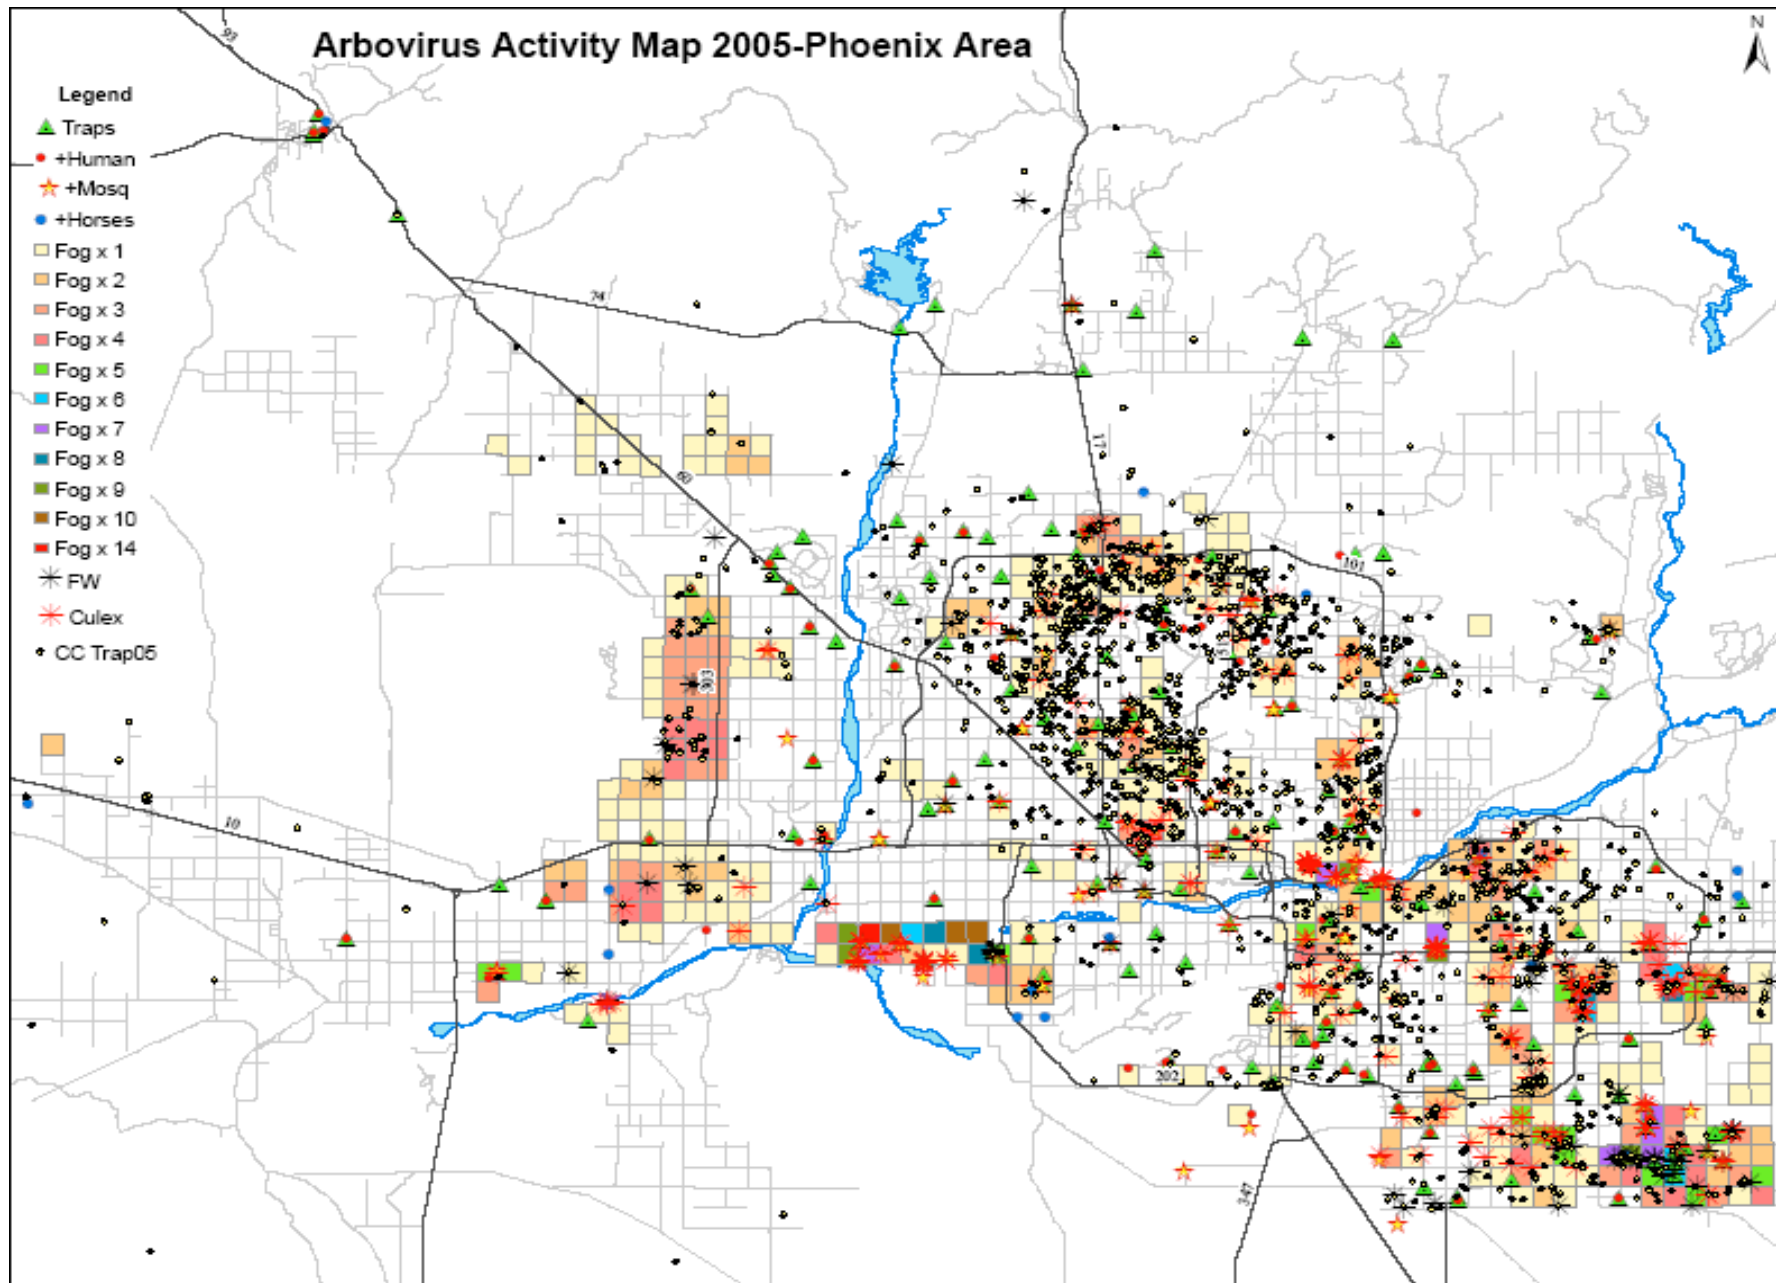 Arbovirus Activity Map 2005-Phoenix Area
N
Legend
Traps
+Human
+Mosq
+Horses
Fog x 1
Fog x 2
Fog x 3
Fog x 4
Fog x 5
Fog x 6
Fog x 7
Fog x 8
Fog x 9
Fog x 10
Fog x 14
FW
Culex
CC Trap05
93
74
17
60
101
51
303
10
202
347